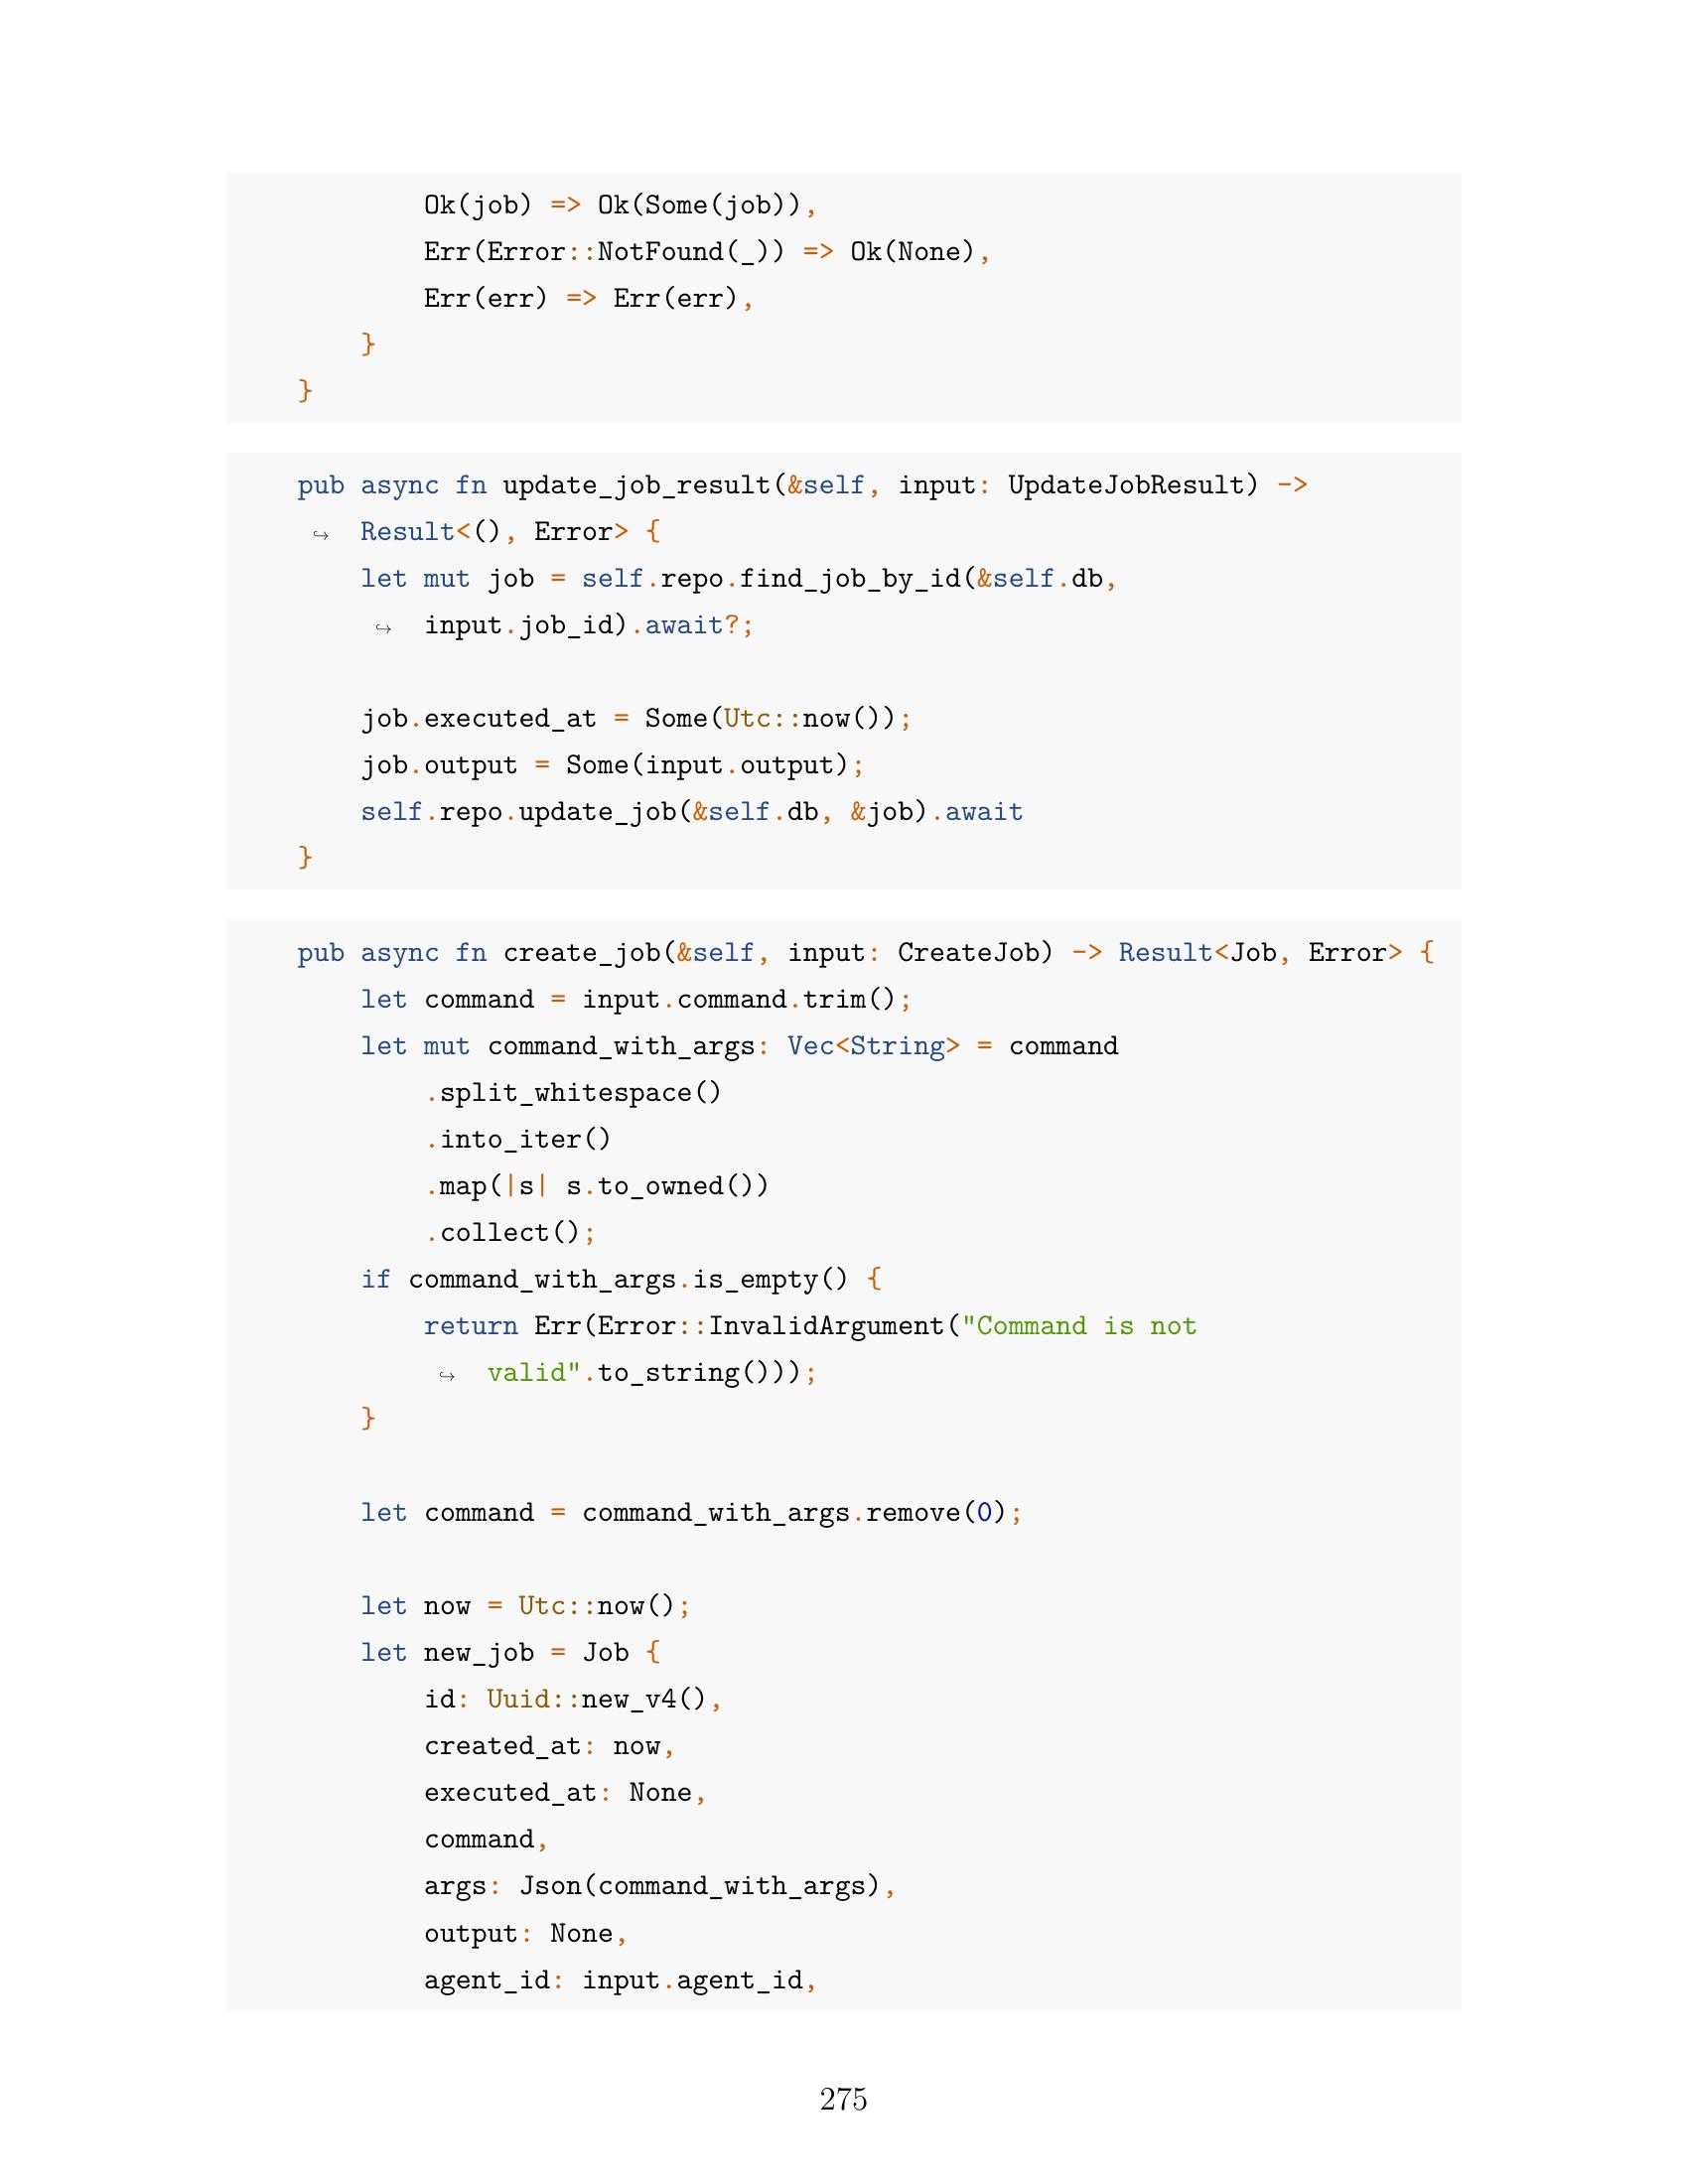 Ok(job) => Ok(Some(job)),
Err(Error::NotFound(_)) => Ok(None),
Err(err) => Err(err),
}
}
pub async fn update_job_result(&self, input: UpdateJobResult) ->
↪ Result<(), Error> {
let mut job = self.repo.find_job_by_id(&self.db,
↪ input.job_id).await?;
job.executed_at = Some(Utc::now());
job.output = Some(input.output);
self.repo.update_job(&self.db, &job).await
}
pub async fn create_job(&self, input: CreateJob) -> Result<Job, Error> {
let command = input.command.trim();
let mut command_with_args: Vec<String> = command
.split_whitespace()
.into_iter()
.map(|s| s.to_owned())
.collect();
if command_with_args.is_empty() {
return Err(Error::InvalidArgument("Command is not
↪ valid".to_string()));
}
let command = command_with_args.remove(0);
let now = Utc::now();
let new_job = Job {
id: Uuid::new_v4(),
created_at: now,
executed_at: None,
command,
args: Json(command_with_args),
output: None,
agent_id: input.agent_id,
275